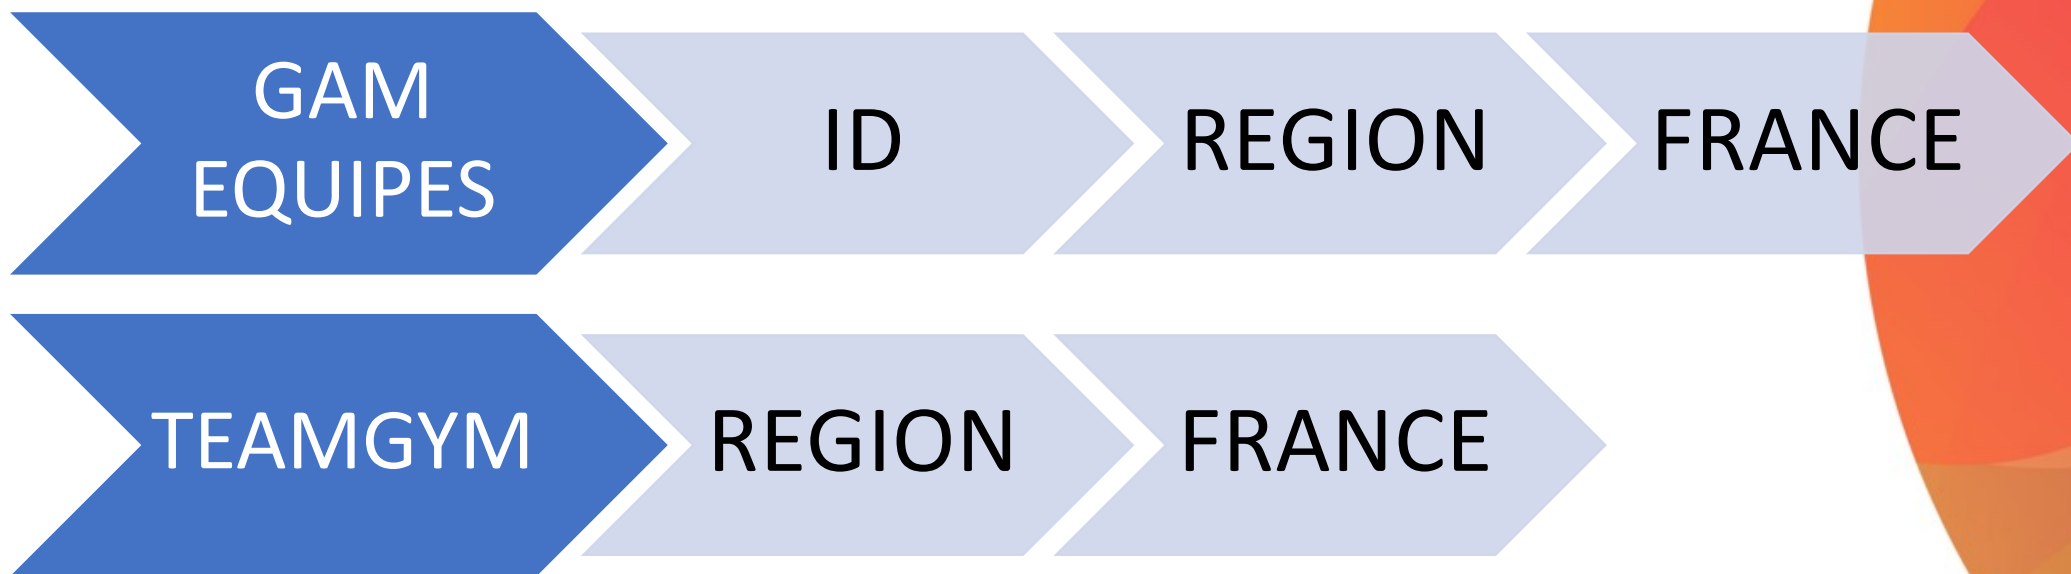 GAM
EQUIPES
ID
REGION
FRANCE
TEAMGYM
REGION
FRANCE